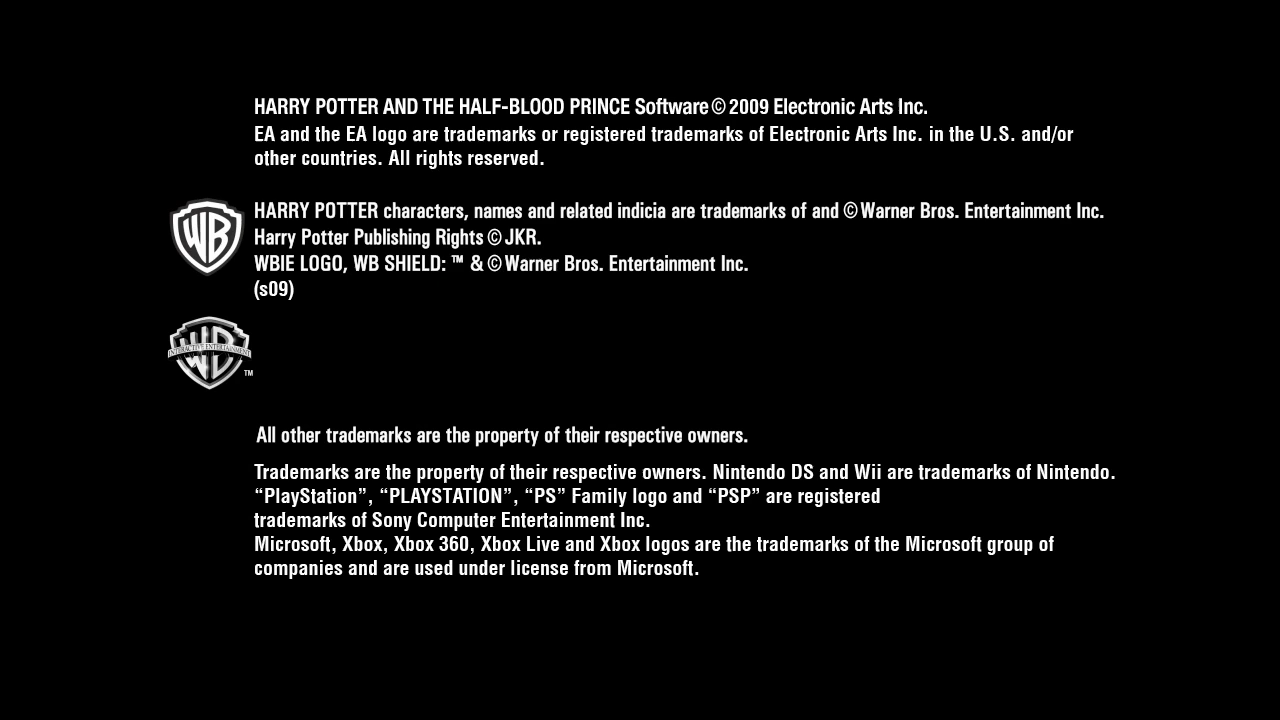 HARRY POTTER AND THE HALF-BLOOD PRINCE Software © 2009 Electronic Arts Inc.
EA and the EA logo are trademarks or registered trademarks of Electronic Arts Inc. in the U.S. and/or
other countries. All rights reserved.
WB
HARRY POTTER characters, names and related indicia are trademarks of and © Warner Bros. Entertainment Inc.
Harry Potter Publishing Rights © JKR.
WBIE LOGO, WB SHIELD: ™ & © Warner Bros. Entertainment Inc.
(s09)
WB
INTERACTIVE ENTERTAINMENT
TM
All other trademarks are the property of their respective owners.
Trademarks are the property of their respective owners. Nintendo DS and Wii are trademarks of Nintendo.
“PlayStation”, “PLAYSTATION”, “PS” Family logo and “PSP” are registered
trademarks of Sony Computer Entertainment Inc.
Microsoft, Xbox, Xbox 360, Xbox Live and Xbox logos are the trademarks of the Microsoft group of
companies and are used under license from Microsoft.